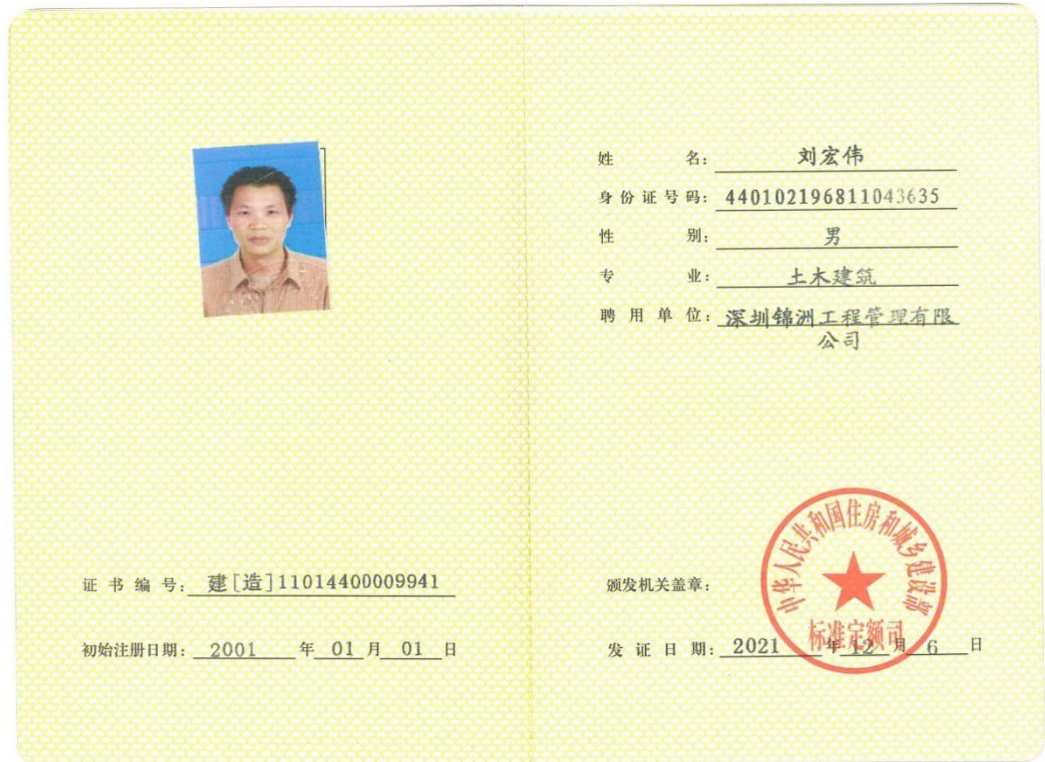 姓 名: 刘宏伟
身份证号码: 440102196811043635
性 别: 男
专 业: 土木建筑
聘用单位: 深圳锦洲工程管理有限
公司
证书编号: 建[造]11014400009941
初始注册日期: 2001 年 01 月 01 日
颁发机关盖章:
中华人民共和国住房和城乡建设部
标准定额司
发证日期: 2021 年 12 月 6 日